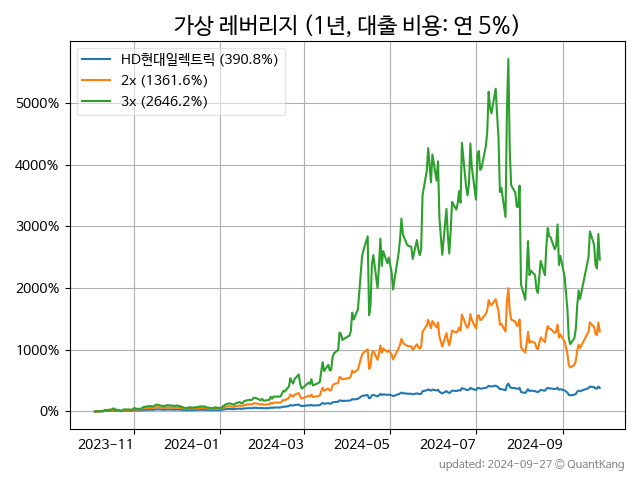 가상 레버리지 (1년, 대출 비용: 연 5%)
HD현대일렉트릭 (390.8%)
2x (1361.6%)
3x (2646.2%)
5000%
4000%
3000%
2000%
1000%
0%
2023-11 2024-01 2024-03 2024-05 2024-07 2024-09
updated: 2024-09-27 © QuantKang